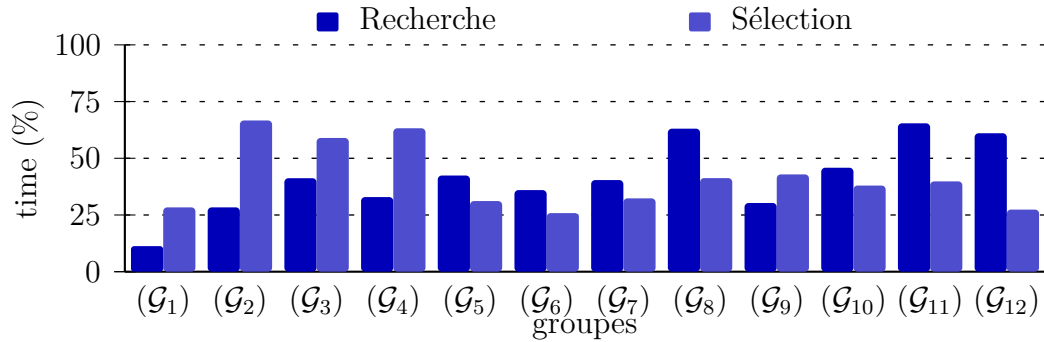 Recherche Sélection
100
75
50
25
0
time (%)
(𝒢₁) (𝒢₂) (𝒢₃) (𝒢₄) (𝒢₅) (𝒢₆) (𝒢₇) (𝒢₈) (𝒢₉) (𝒢₁₀) (𝒢₁₁) (𝒢₁₂)
groupes